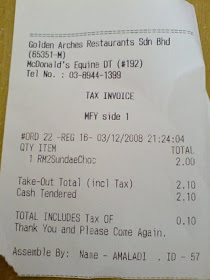 Golden Arches Restaurants Sdn Bhd
(65351-M)
McDonald's Equine DT (#192)
Tel No. : 03-8944-1399
TAX INVOICE
MFY side 1
#ORD 22 -REG 16- 03/12/2008 21:24:04
QTY ITEM TOTAL
1 RM2SundaeChoc 2.00
Take-Out Total (incl Tax) 2.10
Cash Tendered 2.10
TOTAL INCLUDES Tax OF 0.10
Thank You and Please Come Again.
Assemble By: Name - AMALADI . ID - 57